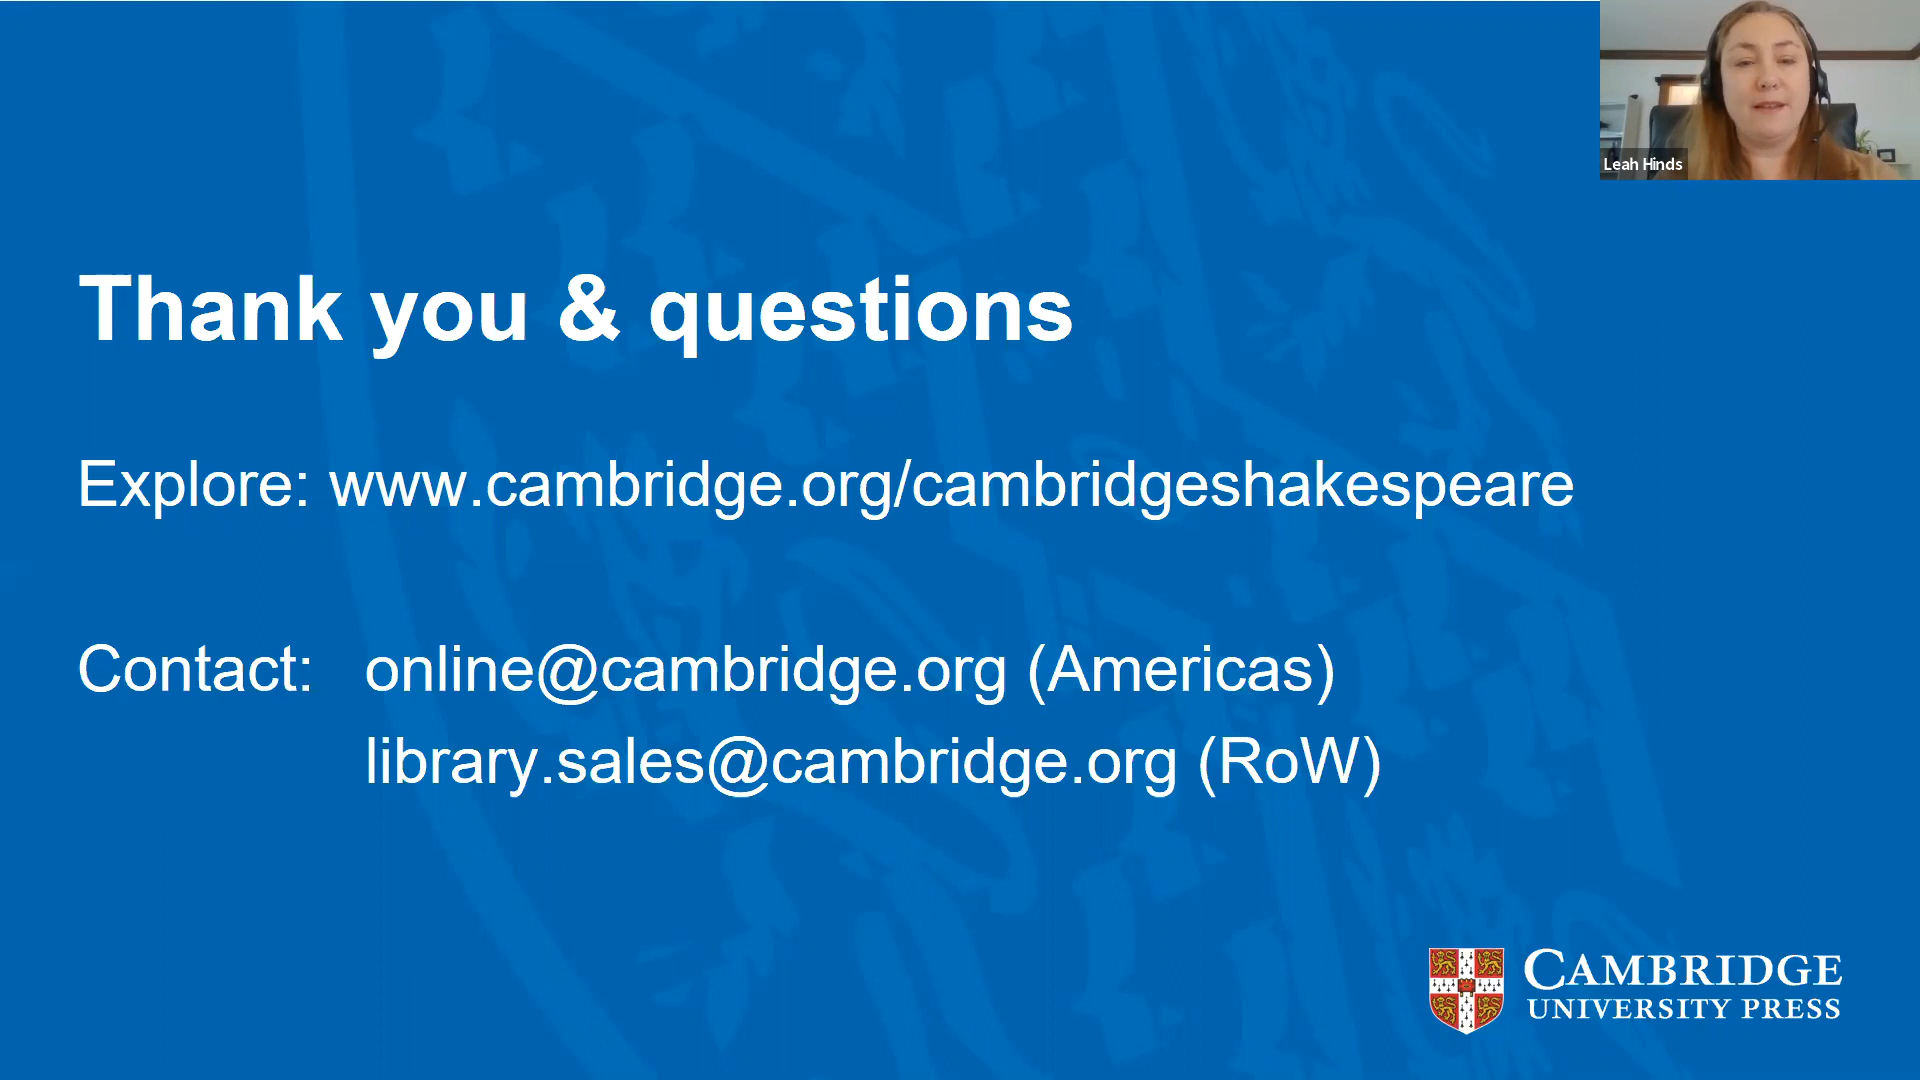 Leah Hinds
Thank you & questions
Explore: www.cambridge.org/cambridgeshakespeare
Contact: online@cambridge.org (Americas)
library.sales@cambridge.org (RoW)
CAMBRIDGE
UNIVERSITY PRESS